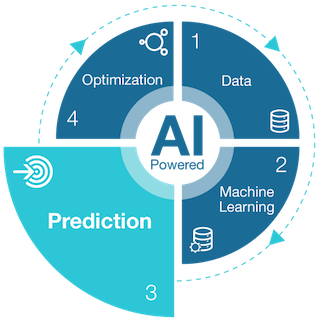 1
Data
2
Machine
Learning
Prediction
3
Optimization
4
AI
Powered